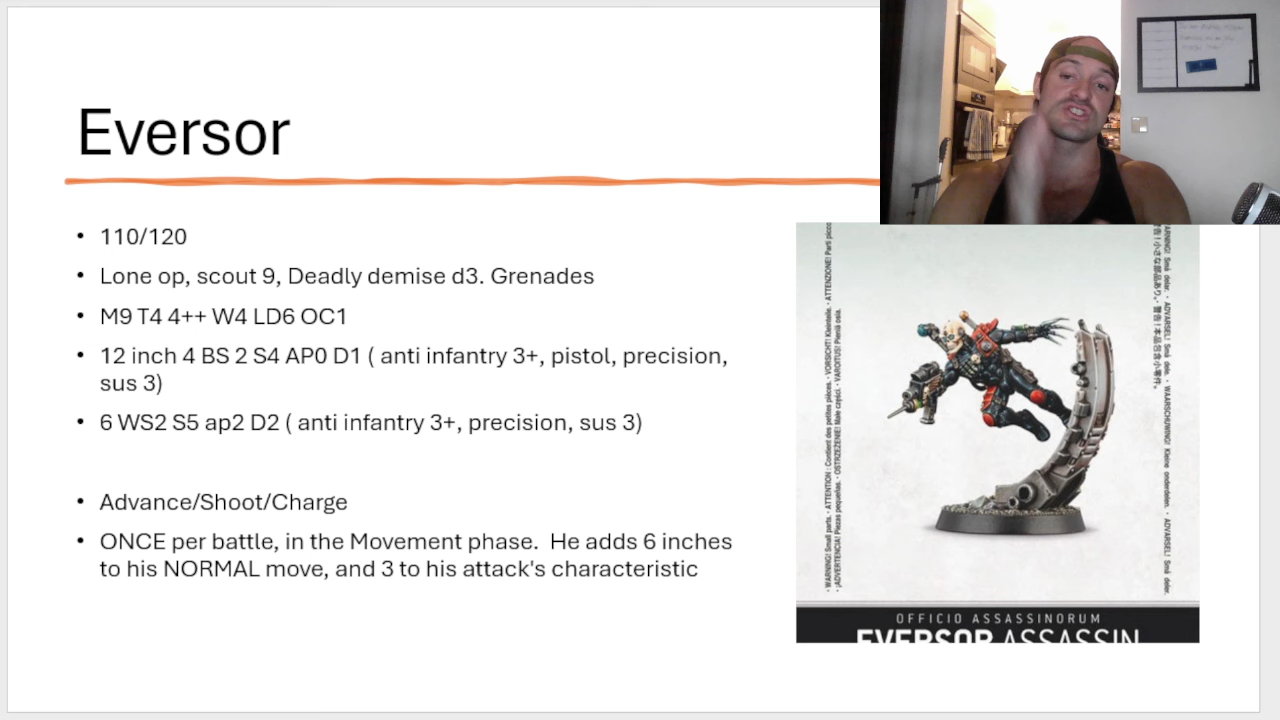 Eversor
• 110/120
• Lone op, scout 9, Deadly demise d3. Grenades
• M9 T4 4++ W4 LD6 OC1
• 12 inch 4 BS 2 S4 AP0 D1 ( anti infantry 3+, pistol, precision,
sus 3)
• 6 WS2 S5 ap2 D2 ( anti infantry 3+, precision, sus 3)
• Advance/Shoot/Charge
• ONCE per battle, in the Movement phase. He adds 6 inches
to his NORMAL move, and 3 to his attack's characteristic
OFFICIO ASSASSINORUM
EVERSOR ASSASSIN